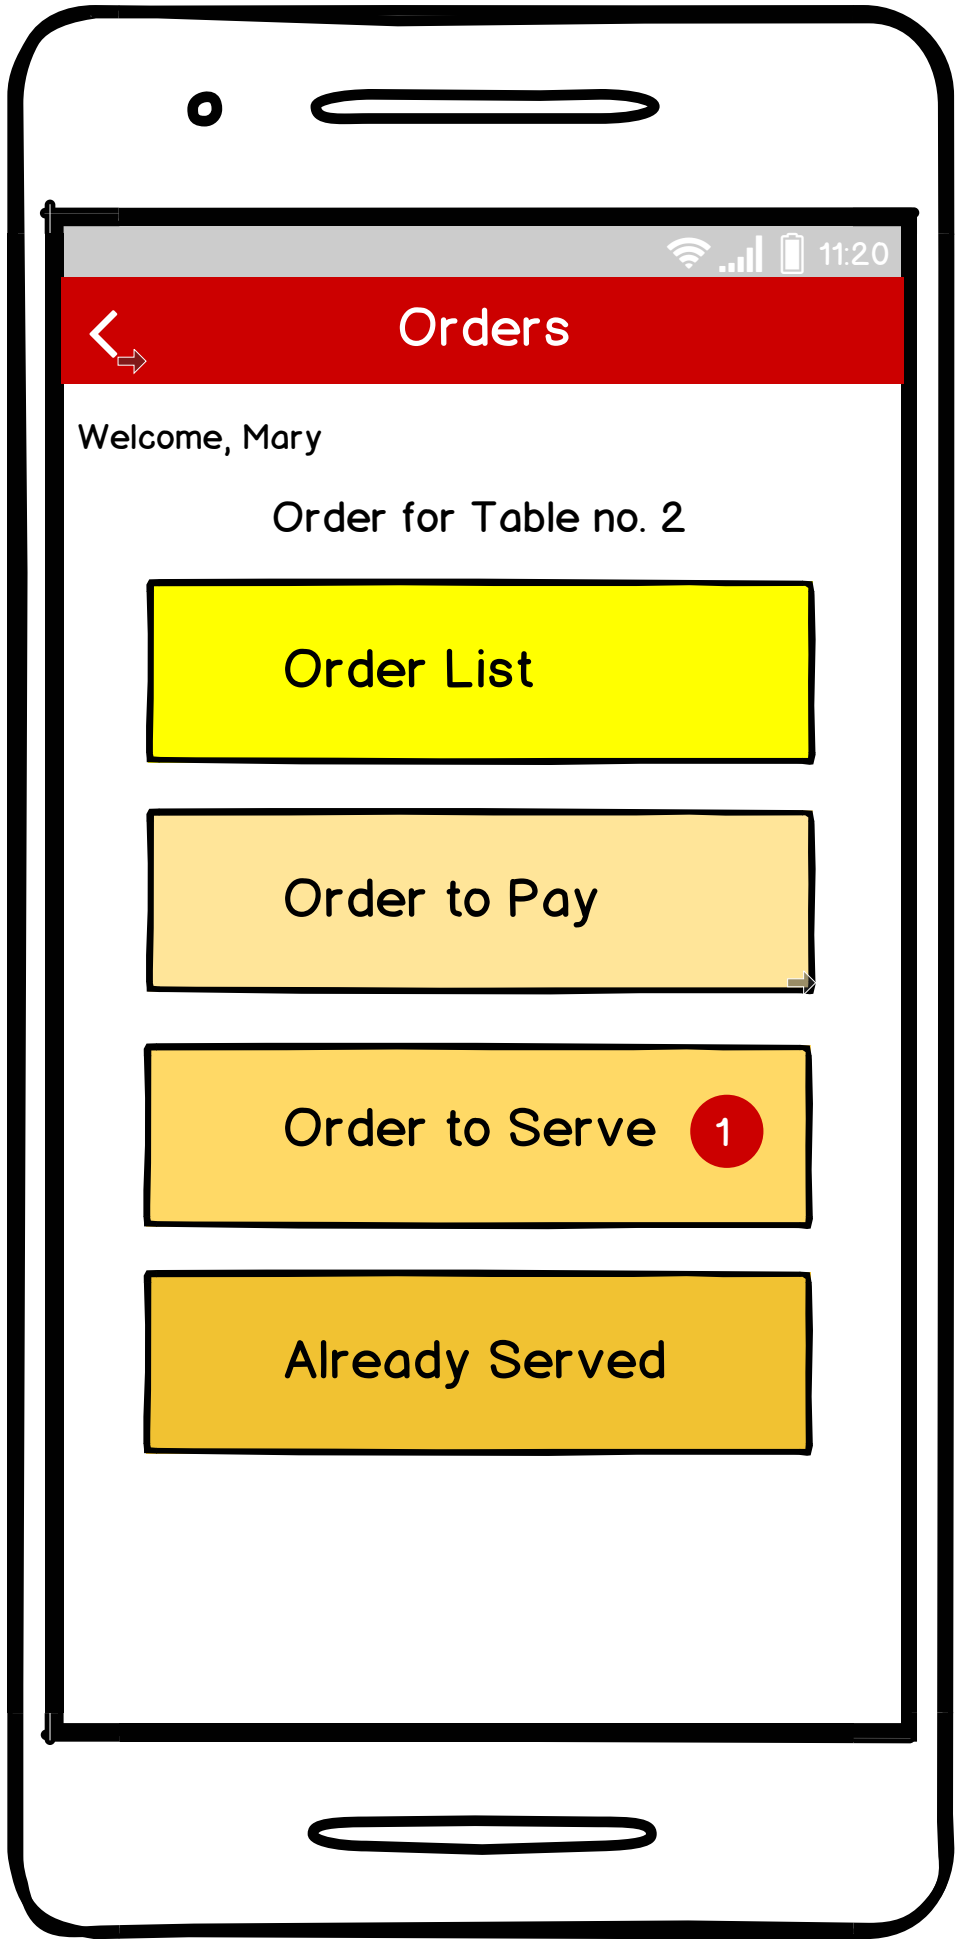 11:20
Orders
Welcome, Mary
Order for Table no. 2
Order List
Order to Pay
Order to Serve 1
Already Served